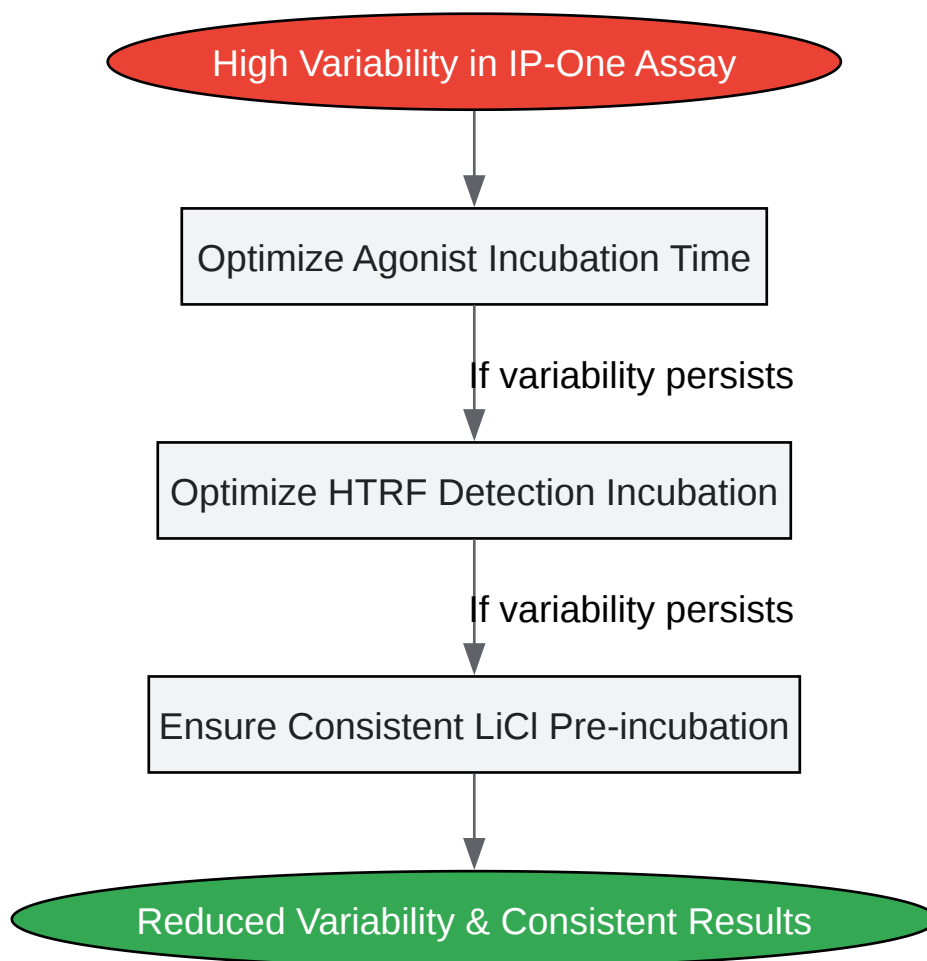 High Variability in IP-One Assay
Optimize Agonist Incubation Time
If variability persists
Optimize HTRF Detection Incubation
If variability persists
Ensure Consistent LiCl Pre-incubation
Reduced Variability & Consistent Results